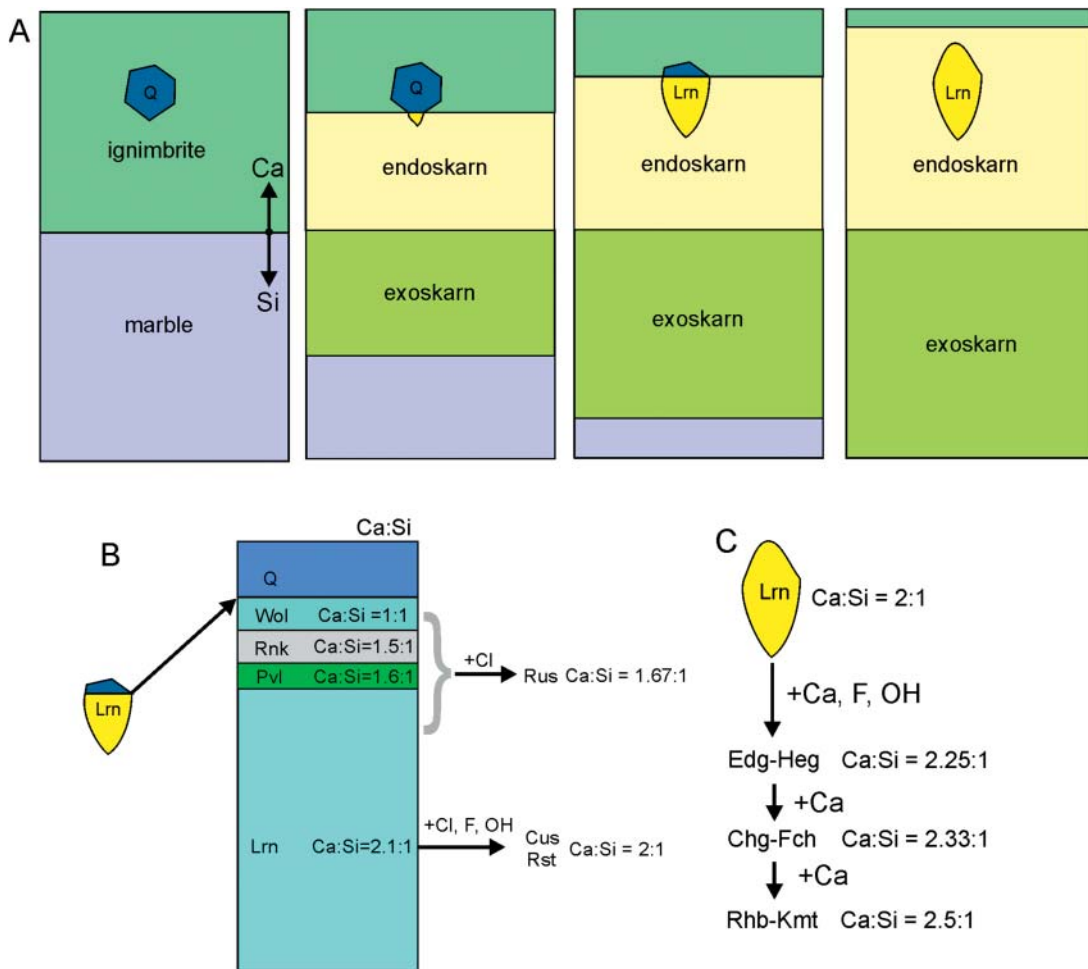 A
Q
ignimbrite
Ca
Si
marble
Q
endoskarn
exoskarn
Lrn
endoskarn
exoskarn
Lrn
endoskarn
exoskarn
B
Ca:Si
Q
Wol Ca:Si =1:1
Rnk Ca:Si=1.5:1
Pvl Ca:Si=1.6:1
+Cl
Rus Ca:Si = 1.67:1
Lrn
Lrn Ca:Si=2.1:1
+Cl, F, OH
Cus
Rst
Ca:Si = 2:1
C
Lrn
Ca:Si = 2:1
+Ca, F, OH
Edg-Heg Ca:Si = 2.25:1
+Ca
Chg-Fch Ca:Si = 2.33:1
+Ca
Rhb-Kmt Ca:Si = 2.5:1